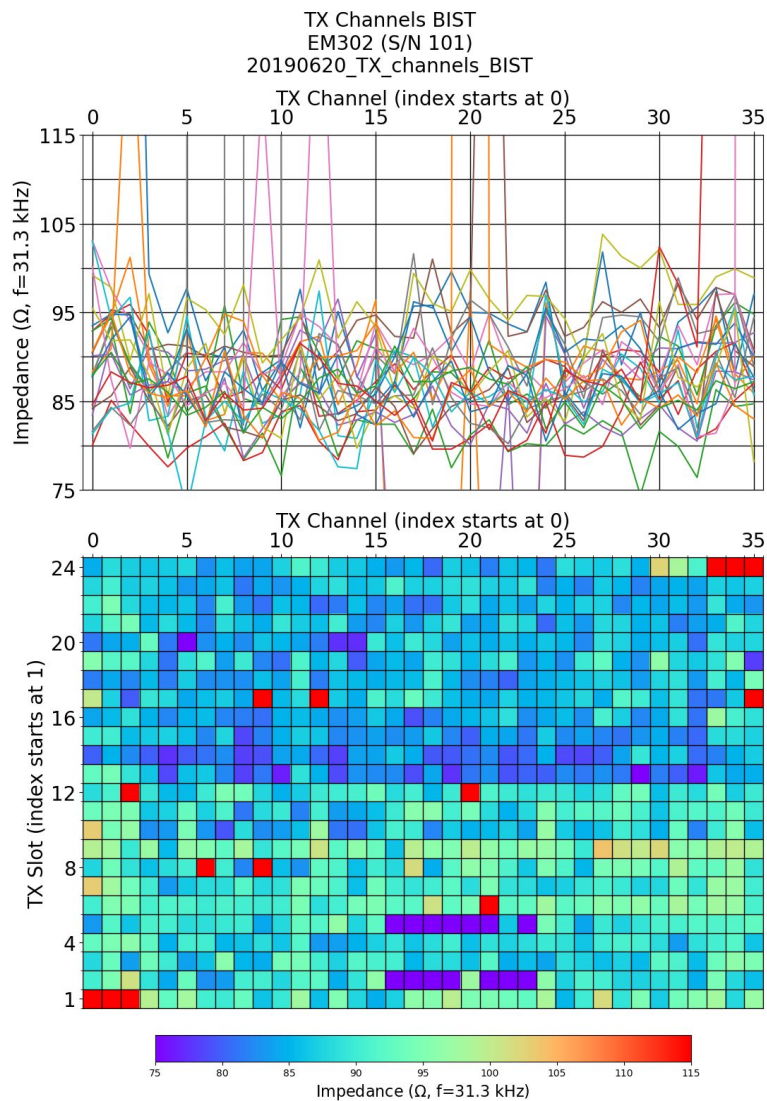 TX Channels BIST
EM302 (S/N 101)
20190620_TX_channels_BIST
TX Channel (index starts at 0)
0 5 10 15 20 25 30 35
115
105
95
85
75
Impedance (Ω, f=31.3 kHz)
TX Channel (index starts at 0)
0 5 10 15 20 25 30 35
24
20
16
12
8
4
1
TX Slot (index starts at 1)
75 80 85 90 95 100 105 110 115
Impedance (Ω, f=31.3 kHz)